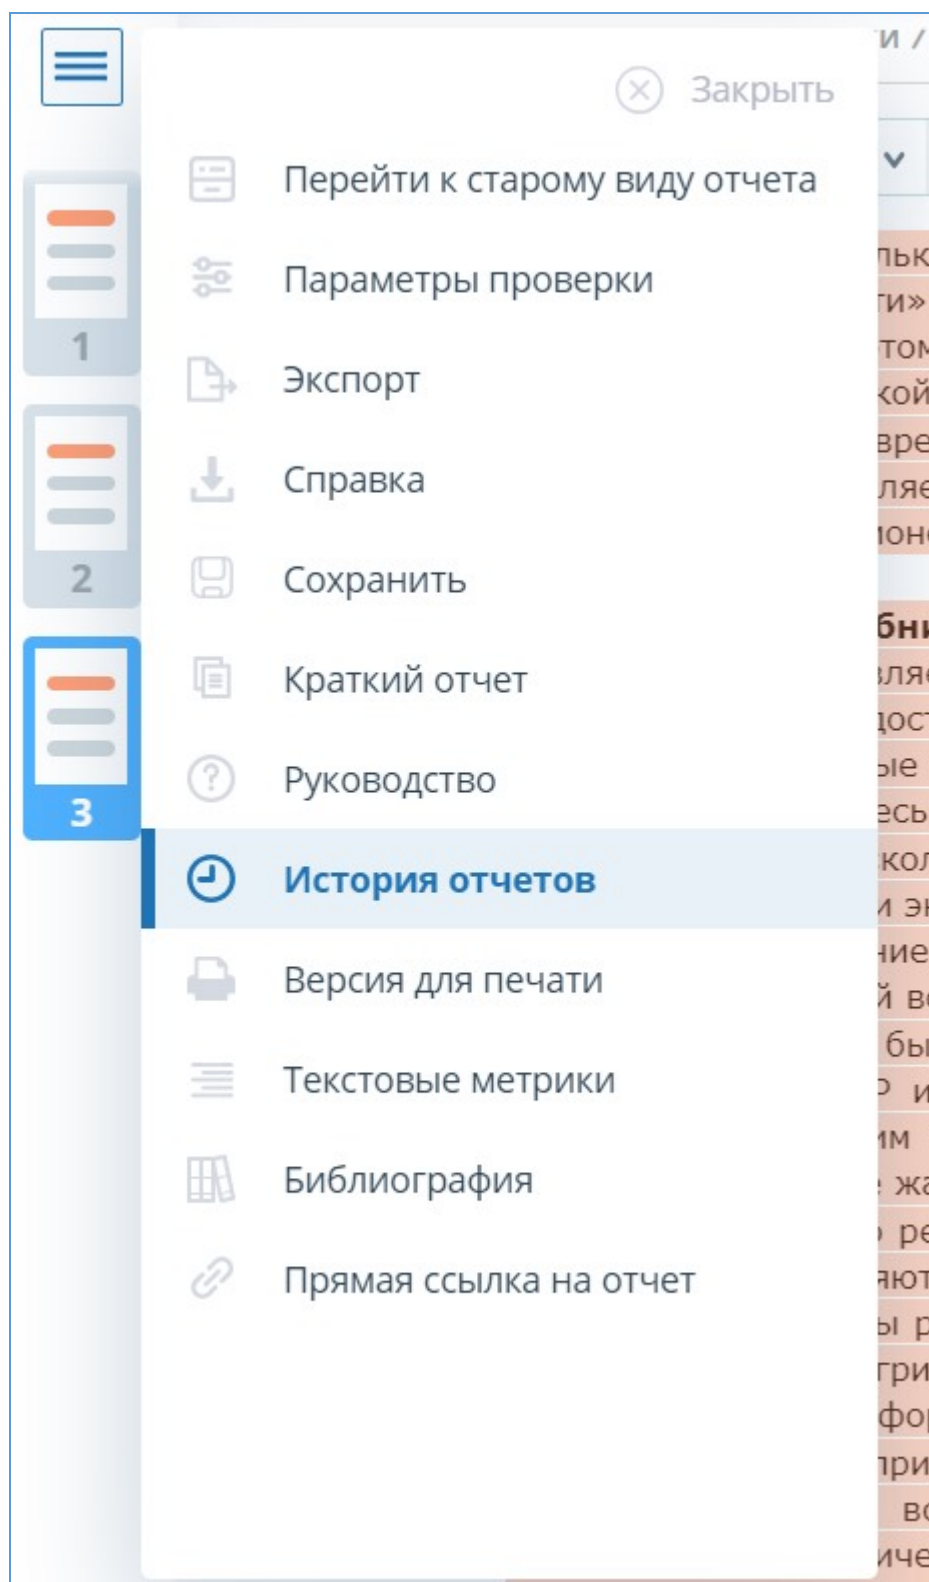 Закрыть
Перейти к старому виду отчета
Параметры проверки
Экспорт
Справка
Сохранить
Краткий отчет
Руководство
История отчетов
Версия для печати
Текстовые метрики
Библиография
Прямая ссылка на отчет
1
2
3